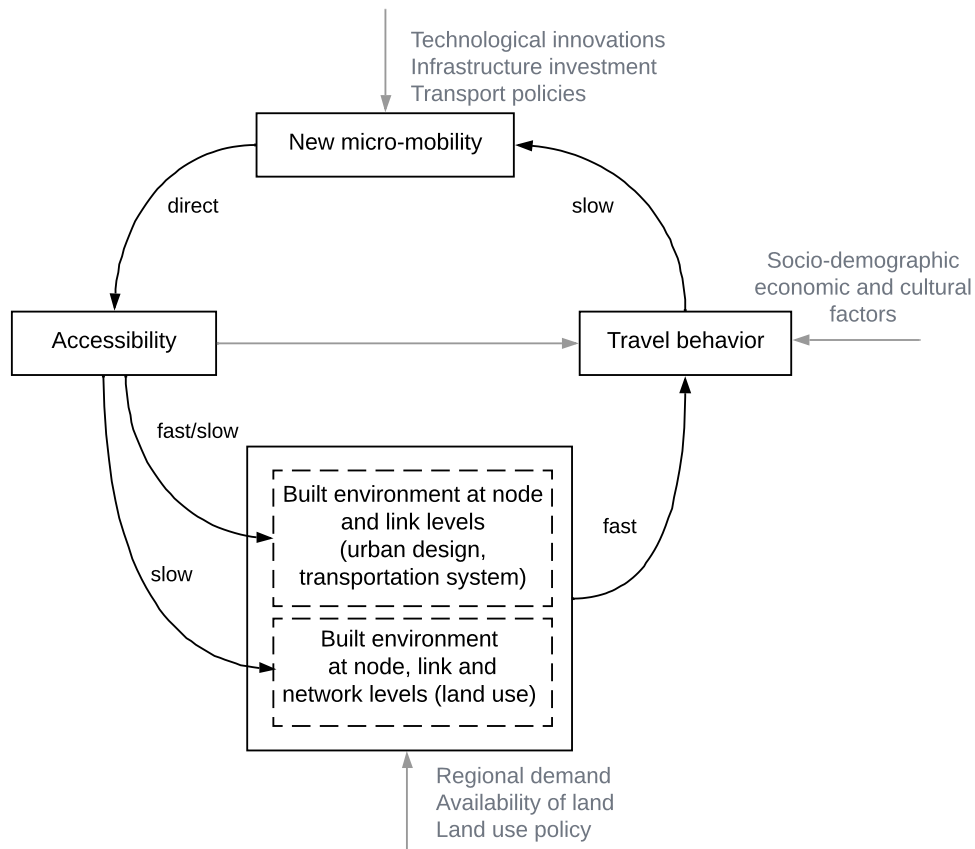 Technological innovations
Infrastructure investment
Transport policies
New micro-mobility
direct
slow
Socio-demographic
economic and cultural
factors
Accessibility
Travel behavior
fast/slow
Built environment at node
and link levels
(urban design,
transportation system)
fast
slow
Built environment
at node, link and
network levels (land use)
Regional demand
Availability of land
Land use policy